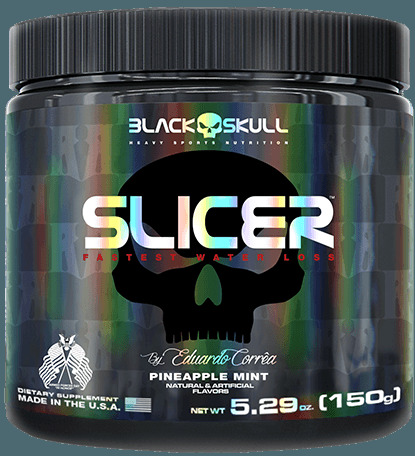 BLACK SKULL
HEAVY SPORTS NUTRITION
SLICER™
FASTEST WATER LOSS
By: Eduardo Corrêa
PINEAPPLE MINT
NATURAL & ARTIFICIAL
FLAVORS
DIETARY SUPPLEMENT
MADE IN THE U.S.A.
NET WT 5.29 oz. (150g)